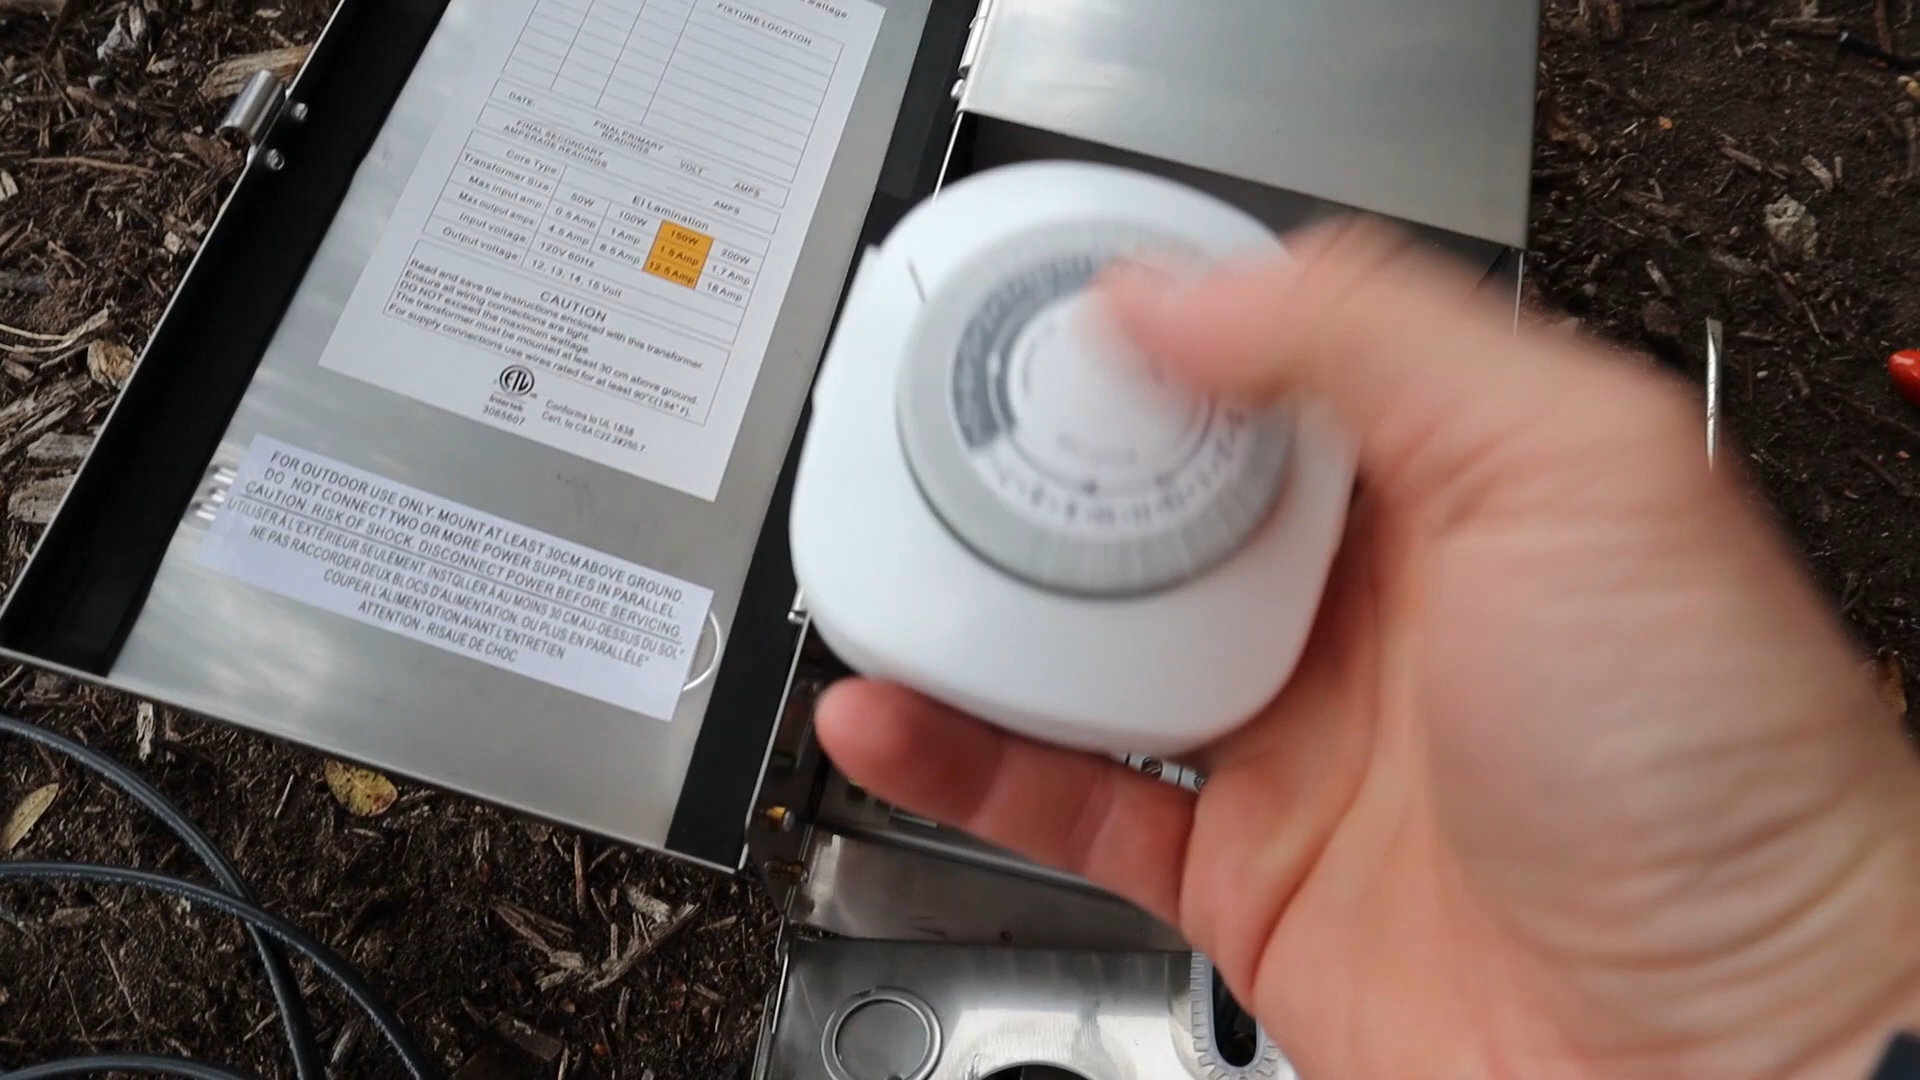 wattage.
FIXTURE LOCATION
DATE:
FINAL PRIMARY
READINGS
VOLT
AMPS
FINAL SECONDARY
AMPERAGE READINGS
AMPS
Core Type: EI Lamination
Transformer Size: 50W 100W 150W 200W
Max input amp: 0.5 Amp 1 Amp 1.5 Amp 1.7 Amp
Max output amps: 4.5 Amp 8.5 Amp 12.5 Amp
Input voltage: 120V 60Hz
Output voltage: 12, 13, 14, 15 Volt
CAUTION
Read and save the instructions enclosed with this transformer.
Ensure all wiring connections are tight.
DO NOT exceed the maximum wattage.
The transformer must be mounted at least 30 cm above ground.
For supply connections use wires rated for at least 90°C(194°F).
ETL
Intertek
3065607
Conforms to UL 1838
Cert. to CSA C22.2#250.7.
FOR OUTDOOR USE ONLY. MOUNT AT LEAST 30CM ABOVE GROUND.
DO NOT CONNECT TWO OR MORE POWER SUPPLIES IN PARALLEL.
CAUTION: RISK OF SHOCK. DISCONNECT POWER BEFORE SERVICING.
UTILISER À L'EXTÉRIEUR SEULEMENT. INSTOLLER À AU MOINS 30 CM AU-DESSUS DU SOL"
NE PAS RACCORDER DEUX BLOCS D'ALIMENTATION. OU PLUS EN PARALLÈLE"
COUPER L'ALIMENTQTION AVANT L'ENTRETIEN
ATTENTION - RISAUE DE CHOC